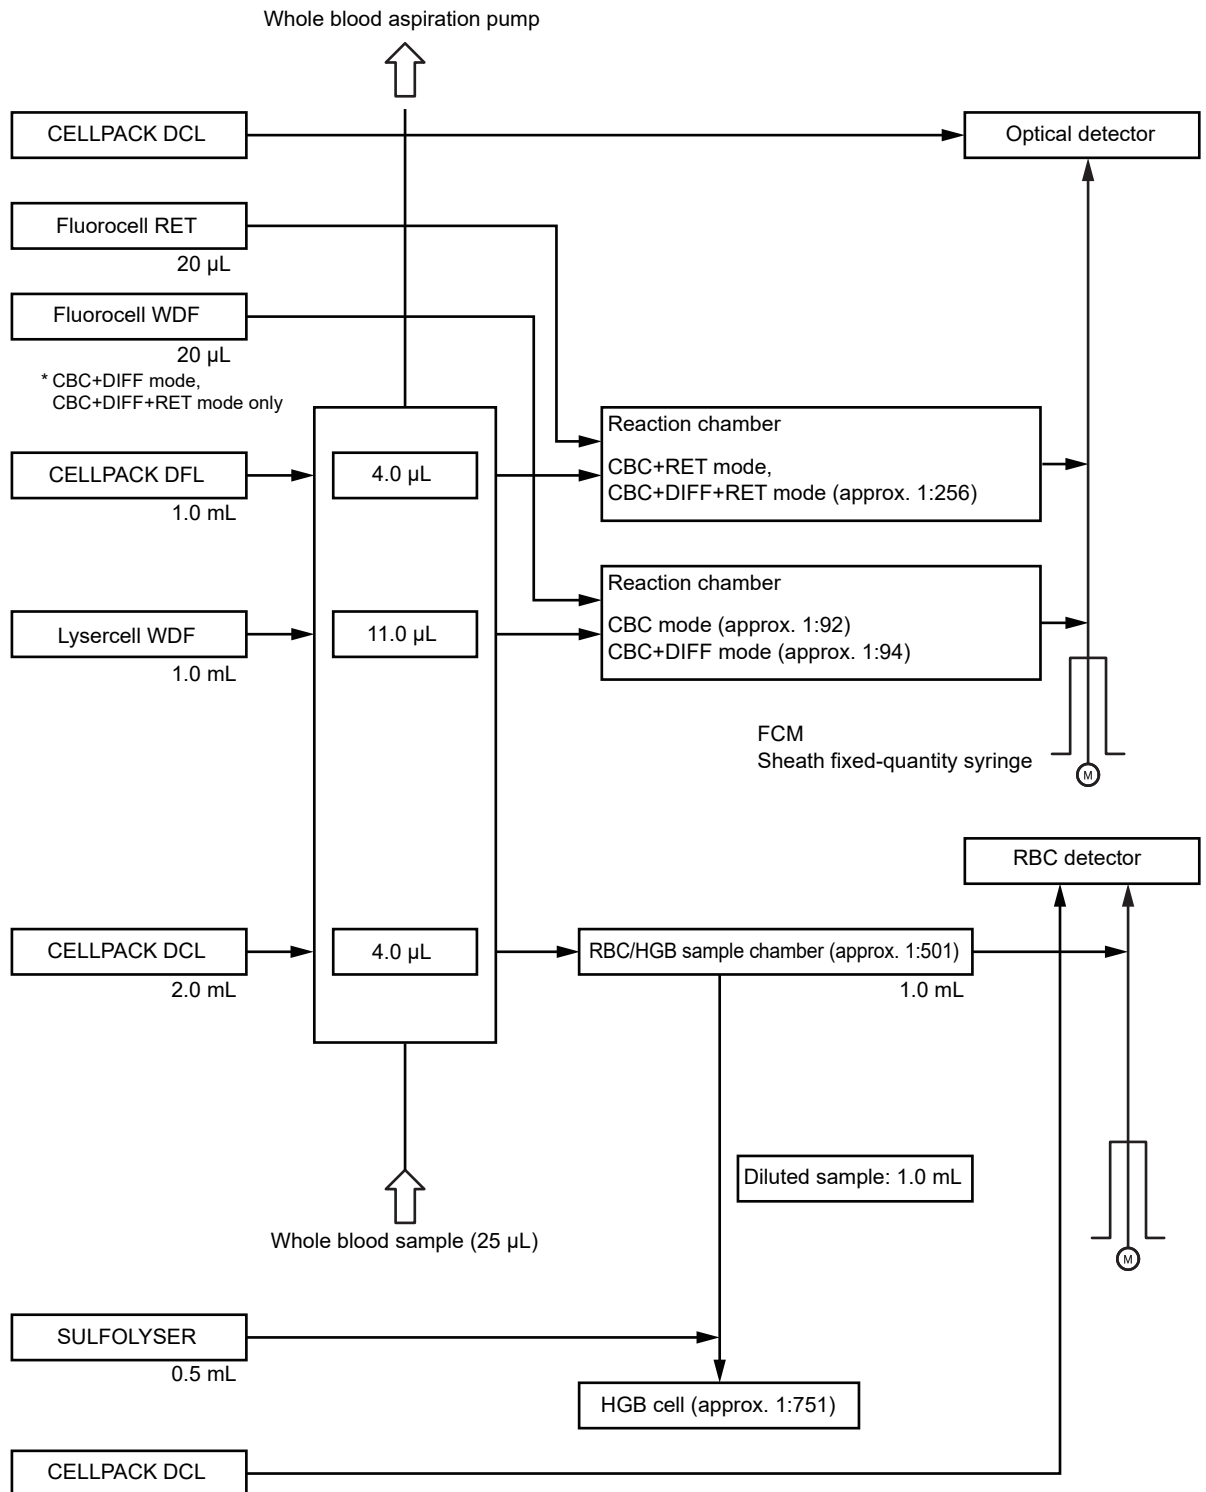 Whole blood aspiration pump
CELLPACK DCL
Optical detector
Fluorocell RET
20 µL
Fluorocell WDF
20 µL
* CBC+DIFF mode,
CBC+DIFF+RET mode only
Reaction chamber
CBC+RET mode,
CBC+DIFF+RET mode (approx. 1:256)
CELLPACK DFL
4.0 µL
1.0 mL
Reaction chamber
CBC mode (approx. 1:92)
CBC+DIFF mode (approx. 1:94)
Lysercell WDF
11.0 µL
1.0 mL
FCM
Sheath fixed-quantity syringe
M
RBC detector
CELLPACK DCL
4.0 µL
RBC/HGB sample chamber (approx. 1:501)
2.0 mL
1.0 mL
Diluted sample: 1.0 mL
Whole blood sample (25 µL)
M
SULFOLYSER
0.5 mL
HGB cell (approx. 1:751)
CELLPACK DCL